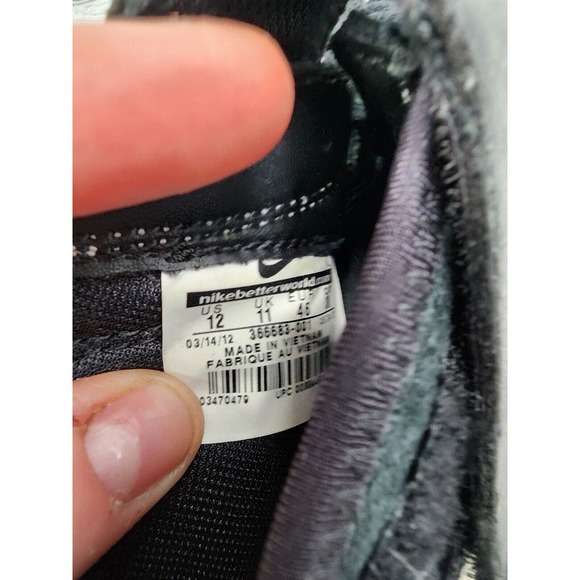 nikebetterworld.com
US UK EUR
12 11 46
03/14/12 366683-001
MADE IN VIETNAM
FABRIQUE AU VIETNAM
03470479 UPC